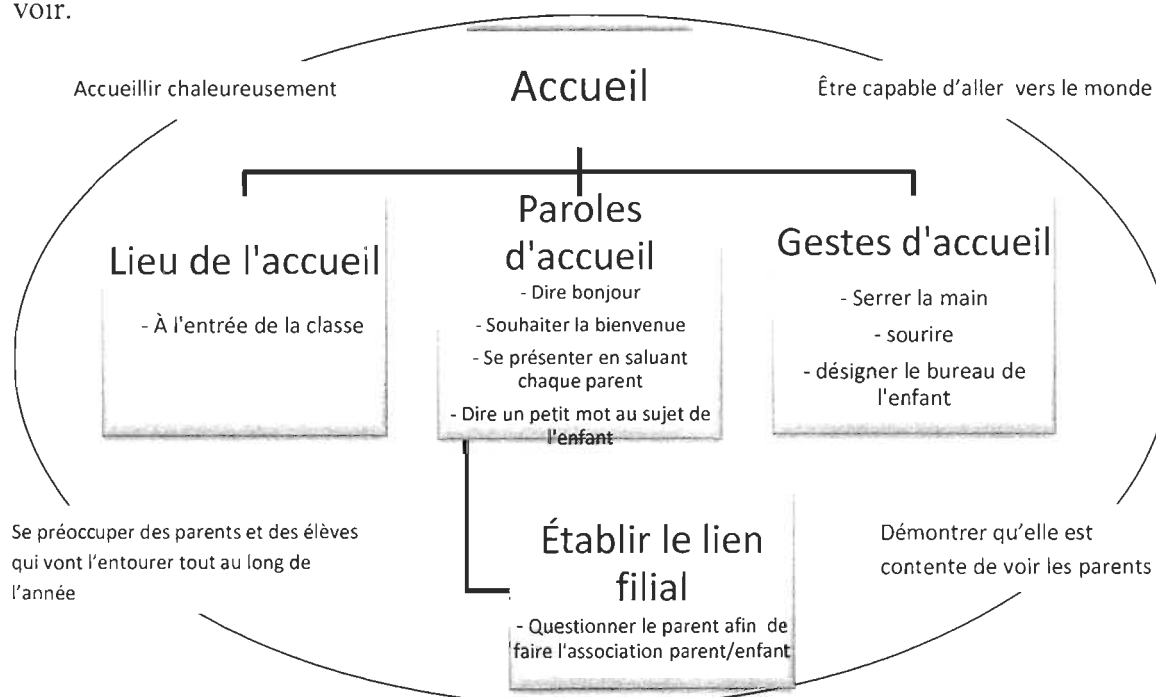 voir.
Accueillir chaleureusement
Accueil
Être capable d'aller vers le monde
Lieu de l'accueil
- À l'entrée de la classe
Paroles
d'accueil
- Dire bonjour
- Souhaiter la bienvenue
- Se présenter en saluant
chaque parent
- Dire un petit mot au sujet de
l'enfant
Gestes d'accueil
- Serrer la main
- sourire
- désigner le bureau de
l'enfant
Se préoccuper des parents et des élèves
qui vont l'entourer tout au long de
l'année
Établir le lien
filial
- Questionner le parent afin de
faire l'association parent/enfant
Démontrer qu'elle est
contente de voir les parents